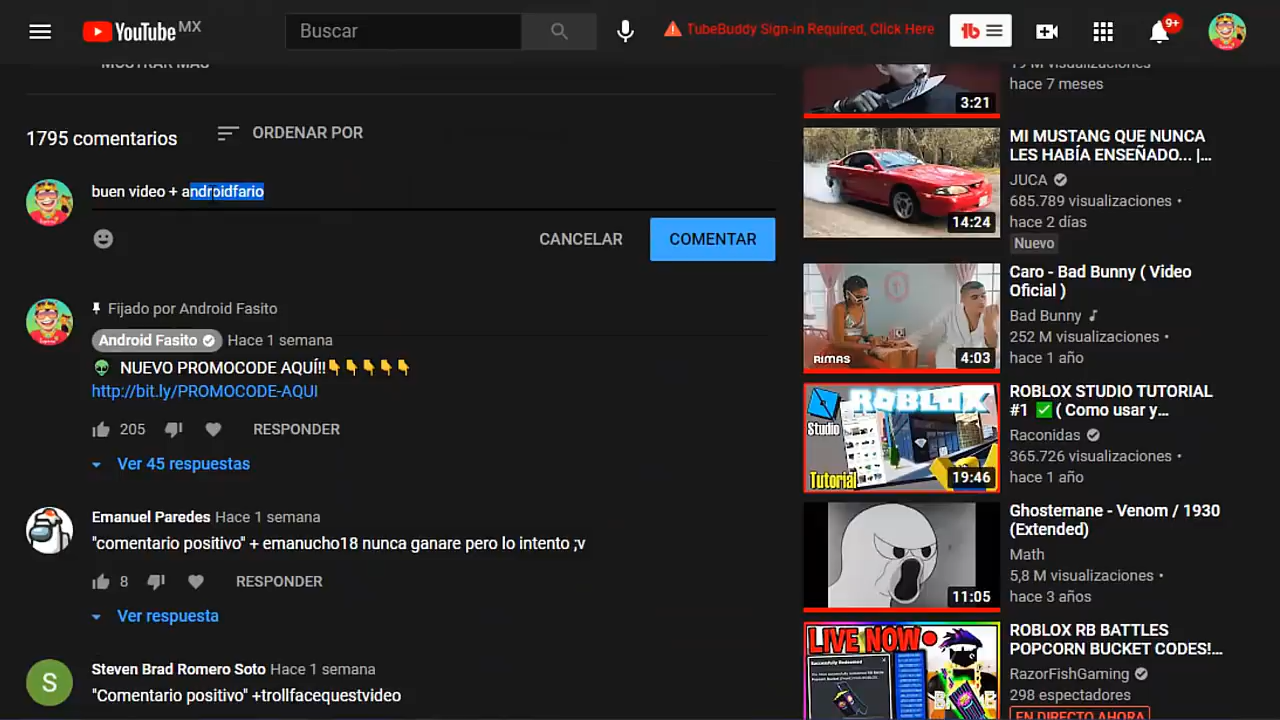 YouTube MX
Buscar
TubeBuddy Sign-in Required, Click Here
tb
9+
1795 comentarios
ORDENAR POR
buen video + androidfario
CANCELAR
COMENTAR
Fijado por Android Fasito
Android Fasito
Hace 1 semana
NUEVO PROMOCODE AQUÍ!!
http://bit.ly/PROMOCODE-AQUI
205
RESPONDER
Ver 45 respuestas
Emanuel Paredes Hace 1 semana
"comentario positivo" + emanucho18 nunca ganare pero lo intento ;v
8
RESPONDER
Ver respuesta
S
Steven Brad Romero Soto Hace 1 semana
"Comentario positivo" +trollfacequestvideo
3:21
hace 7 meses
14:24
MI MUSTANG QUE NUNCA
LES HABÍA ENSEÑADO... |...
JUCA
685.789 visualizaciones •
hace 2 días
Nuevo
RIMAS
4:03
Caro - Bad Bunny ( Video
Oficial )
Bad Bunny
252 M visualizaciones •
hace 1 año
ROBLOX
Studio
Tutorial
19:46
ROBLOX STUDIO TUTORIAL
#1 ✅ ( Como usar y...
Raconidas
365.726 visualizaciones •
hace 1 año
11:05
Ghostemane - Venom / 1930
(Extended)
Math
5,8 M visualizaciones •
hace 3 años
LIVE NOW
Successfully Redeemed
ROBLOX RB BATTLES
POPCORN BUCKET CODES!...
RazorFishGaming
298 espectadores
EN DIRECTO AHORA